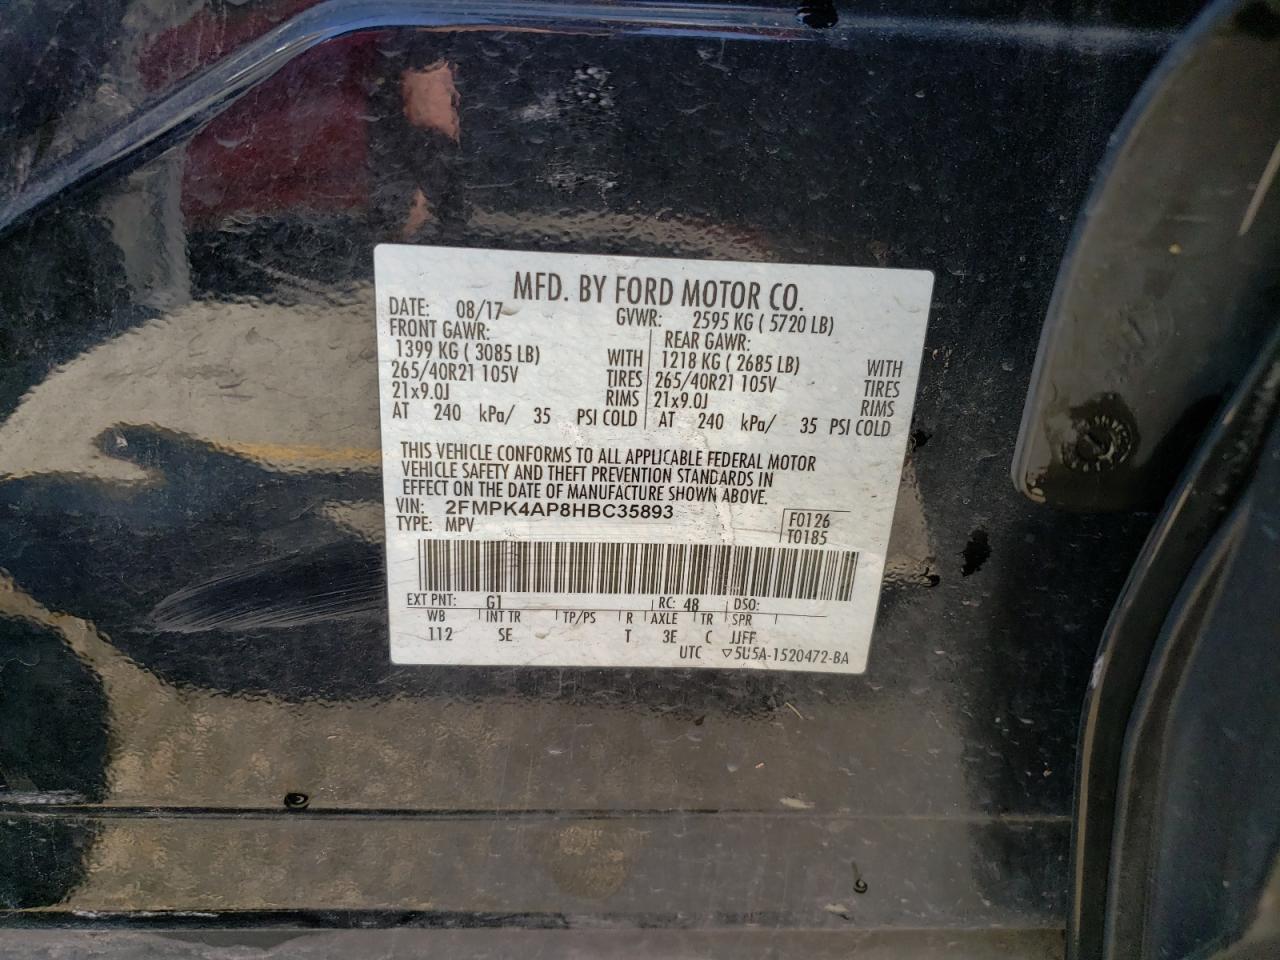 MFD. BY FORD MOTOR CO.
DATE: 08/17 GVWR: 2595 KG ( 5720 LB)
FRONT GAWR: REAR GAWR:
1399 KG ( 3085 LB) WITH 1218 KG ( 2685 LB) WITH
265/40R21 105V TIRES 265/40R21 105V TIRES
21x9.0J RIMS 21x9.0J RIMS
AT 240 kPa/ 35 PSI COLD AT 240 kPa/ 35 PSI COLD
THIS VEHICLE CONFORMS TO ALL APPLICABLE FEDERAL MOTOR
VEHICLE SAFETY AND THEFT PREVENTION STANDARDS IN
EFFECT ON THE DATE OF MANUFACTURE SHOWN ABOVE.
VIN: 2FMPK4AP8HBC35893 F0126
TYPE: MPV T0185
EXT PNT: G1 RC: 48 DSO:
WB INT TR TP/PS R AXLE TR SPR
112 SE T 3E C JJFF
UTC ▽5U5A-1520472-BA